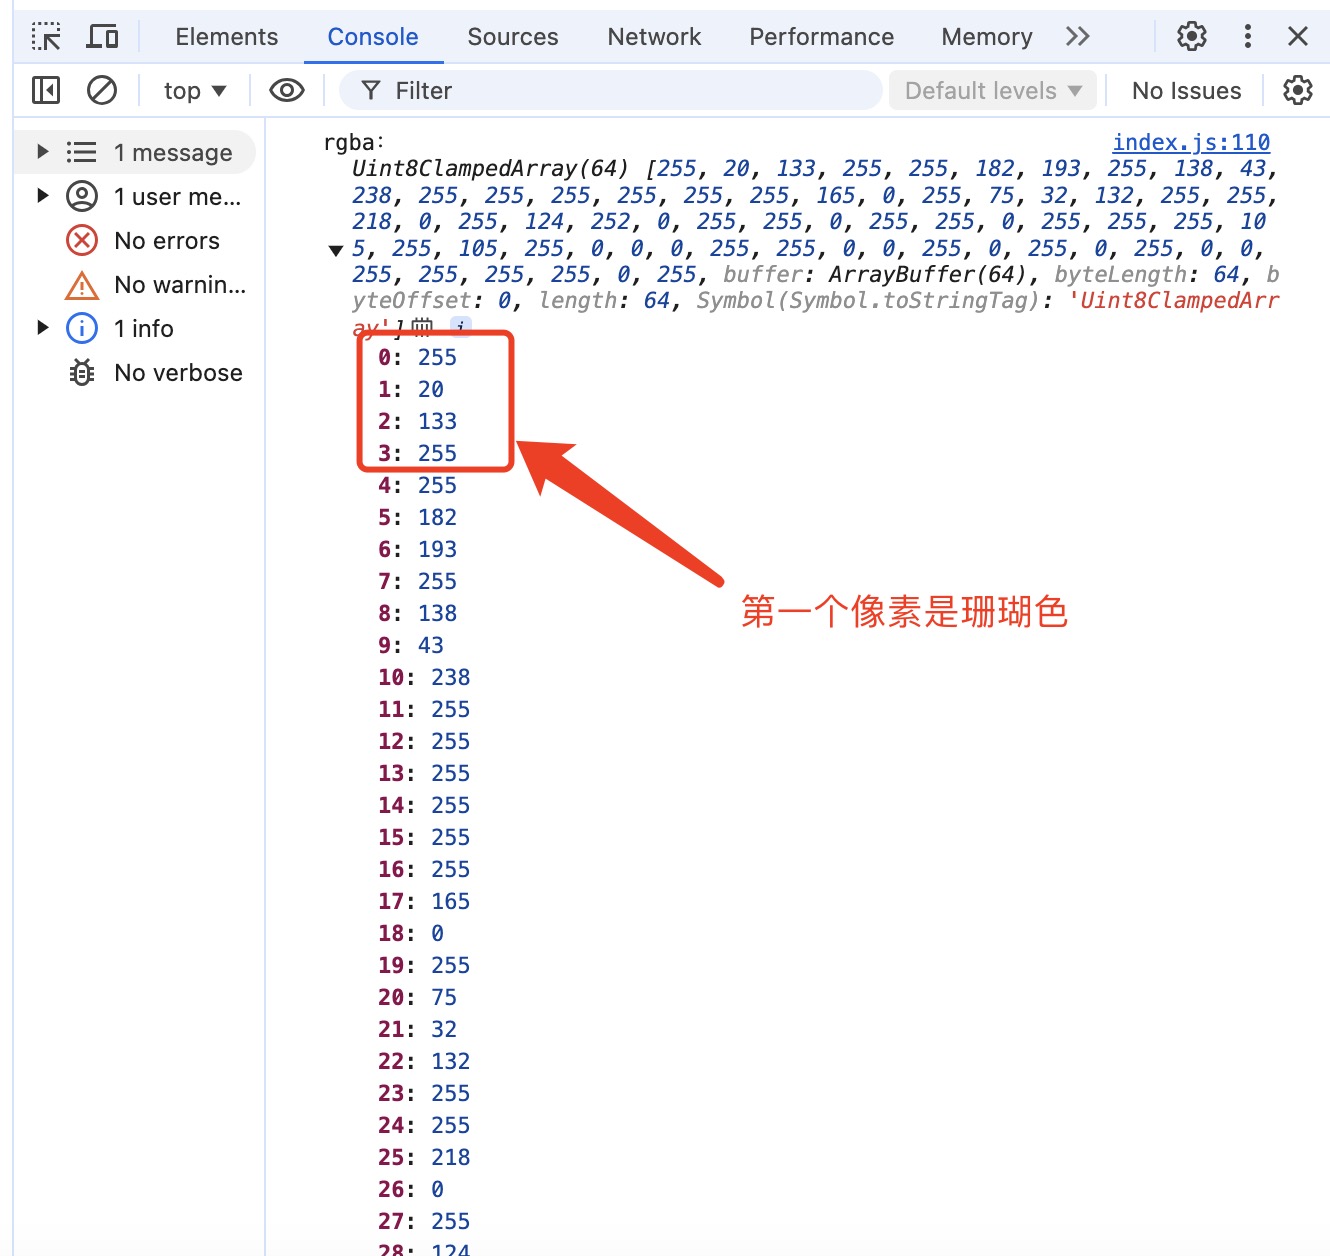 Elements Console Sources Network Performance Memory
top Filter Default levels No Issues
1 message
1 user me...
No errors
No warnin...
1 info
No verbose
rgba: index.js:110
Uint8ClampedArray(64) [255, 20, 133, 255, 255, 182, 193, 255, 138, 43,
238, 255, 255, 255, 255, 255, 255, 165, 0, 255, 75, 32, 132, 255, 255,
218, 0, 255, 124, 252, 0, 255, 255, 0, 255, 255, 0, 255, 255, 255, 10
5, 255, 105, 255, 0, 0, 0, 255, 255, 0, 0, 255, 0, 255, 0, 255, 0, 0,
255, 255, 255, 255, 0, 255, buffer: ArrayBuffer(64), byteLength: 64, b
yteOffset: 0, length: 64, Symbol(Symbol.toStringTag): 'Uint8ClampedArr
ay'] i
0: 255
1: 20
2: 133
3: 255
4: 255
5: 182
6: 193
7: 255
第一个像素是珊瑚色
8: 138
9: 43
10: 238
11: 255
12: 255
13: 255
14: 255
15: 255
16: 255
17: 165
18: 0
19: 255
20: 75
21: 32
22: 132
23: 255
24: 255
25: 218
26: 0
27: 255
28: 124